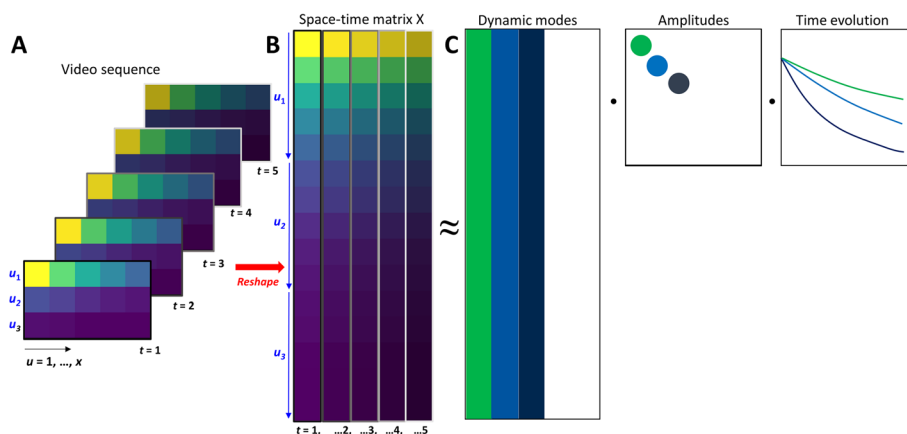 A
Video sequence
u1
u2
u3
u = 1, ..., x
t = 1
t = 2
t = 3
t = 4
t = 5
Reshape
B
Space-time matrix X
u1
u2
u3
t = 1, ...2, ...3, ...4, ...5
≈
C
Dynamic modes
•
Amplitudes
•
Time evolution